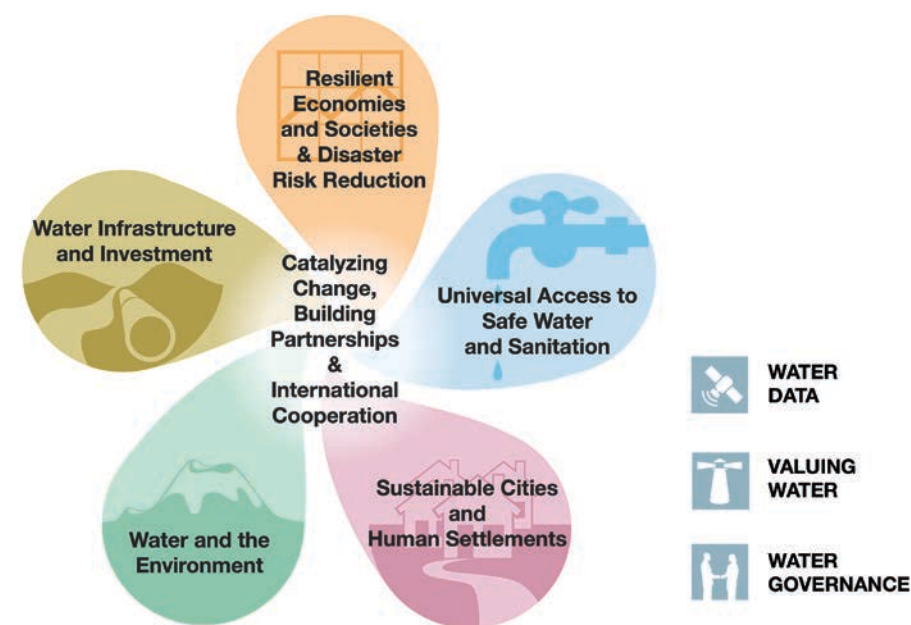 Resilient
Economies
and Societies
& Disaster
Risk Reduction
Water Infrastructure
and Investment
Catalyzing
Change,
Building
Partnerships
&
International
Cooperation
Universal Access to
Safe Water
and Sanitation
Sustainable Cities
and
Human Settlements
Water and the
Environment
WATER
DATA
VALUING
WATER
WATER
GOVERNANCE